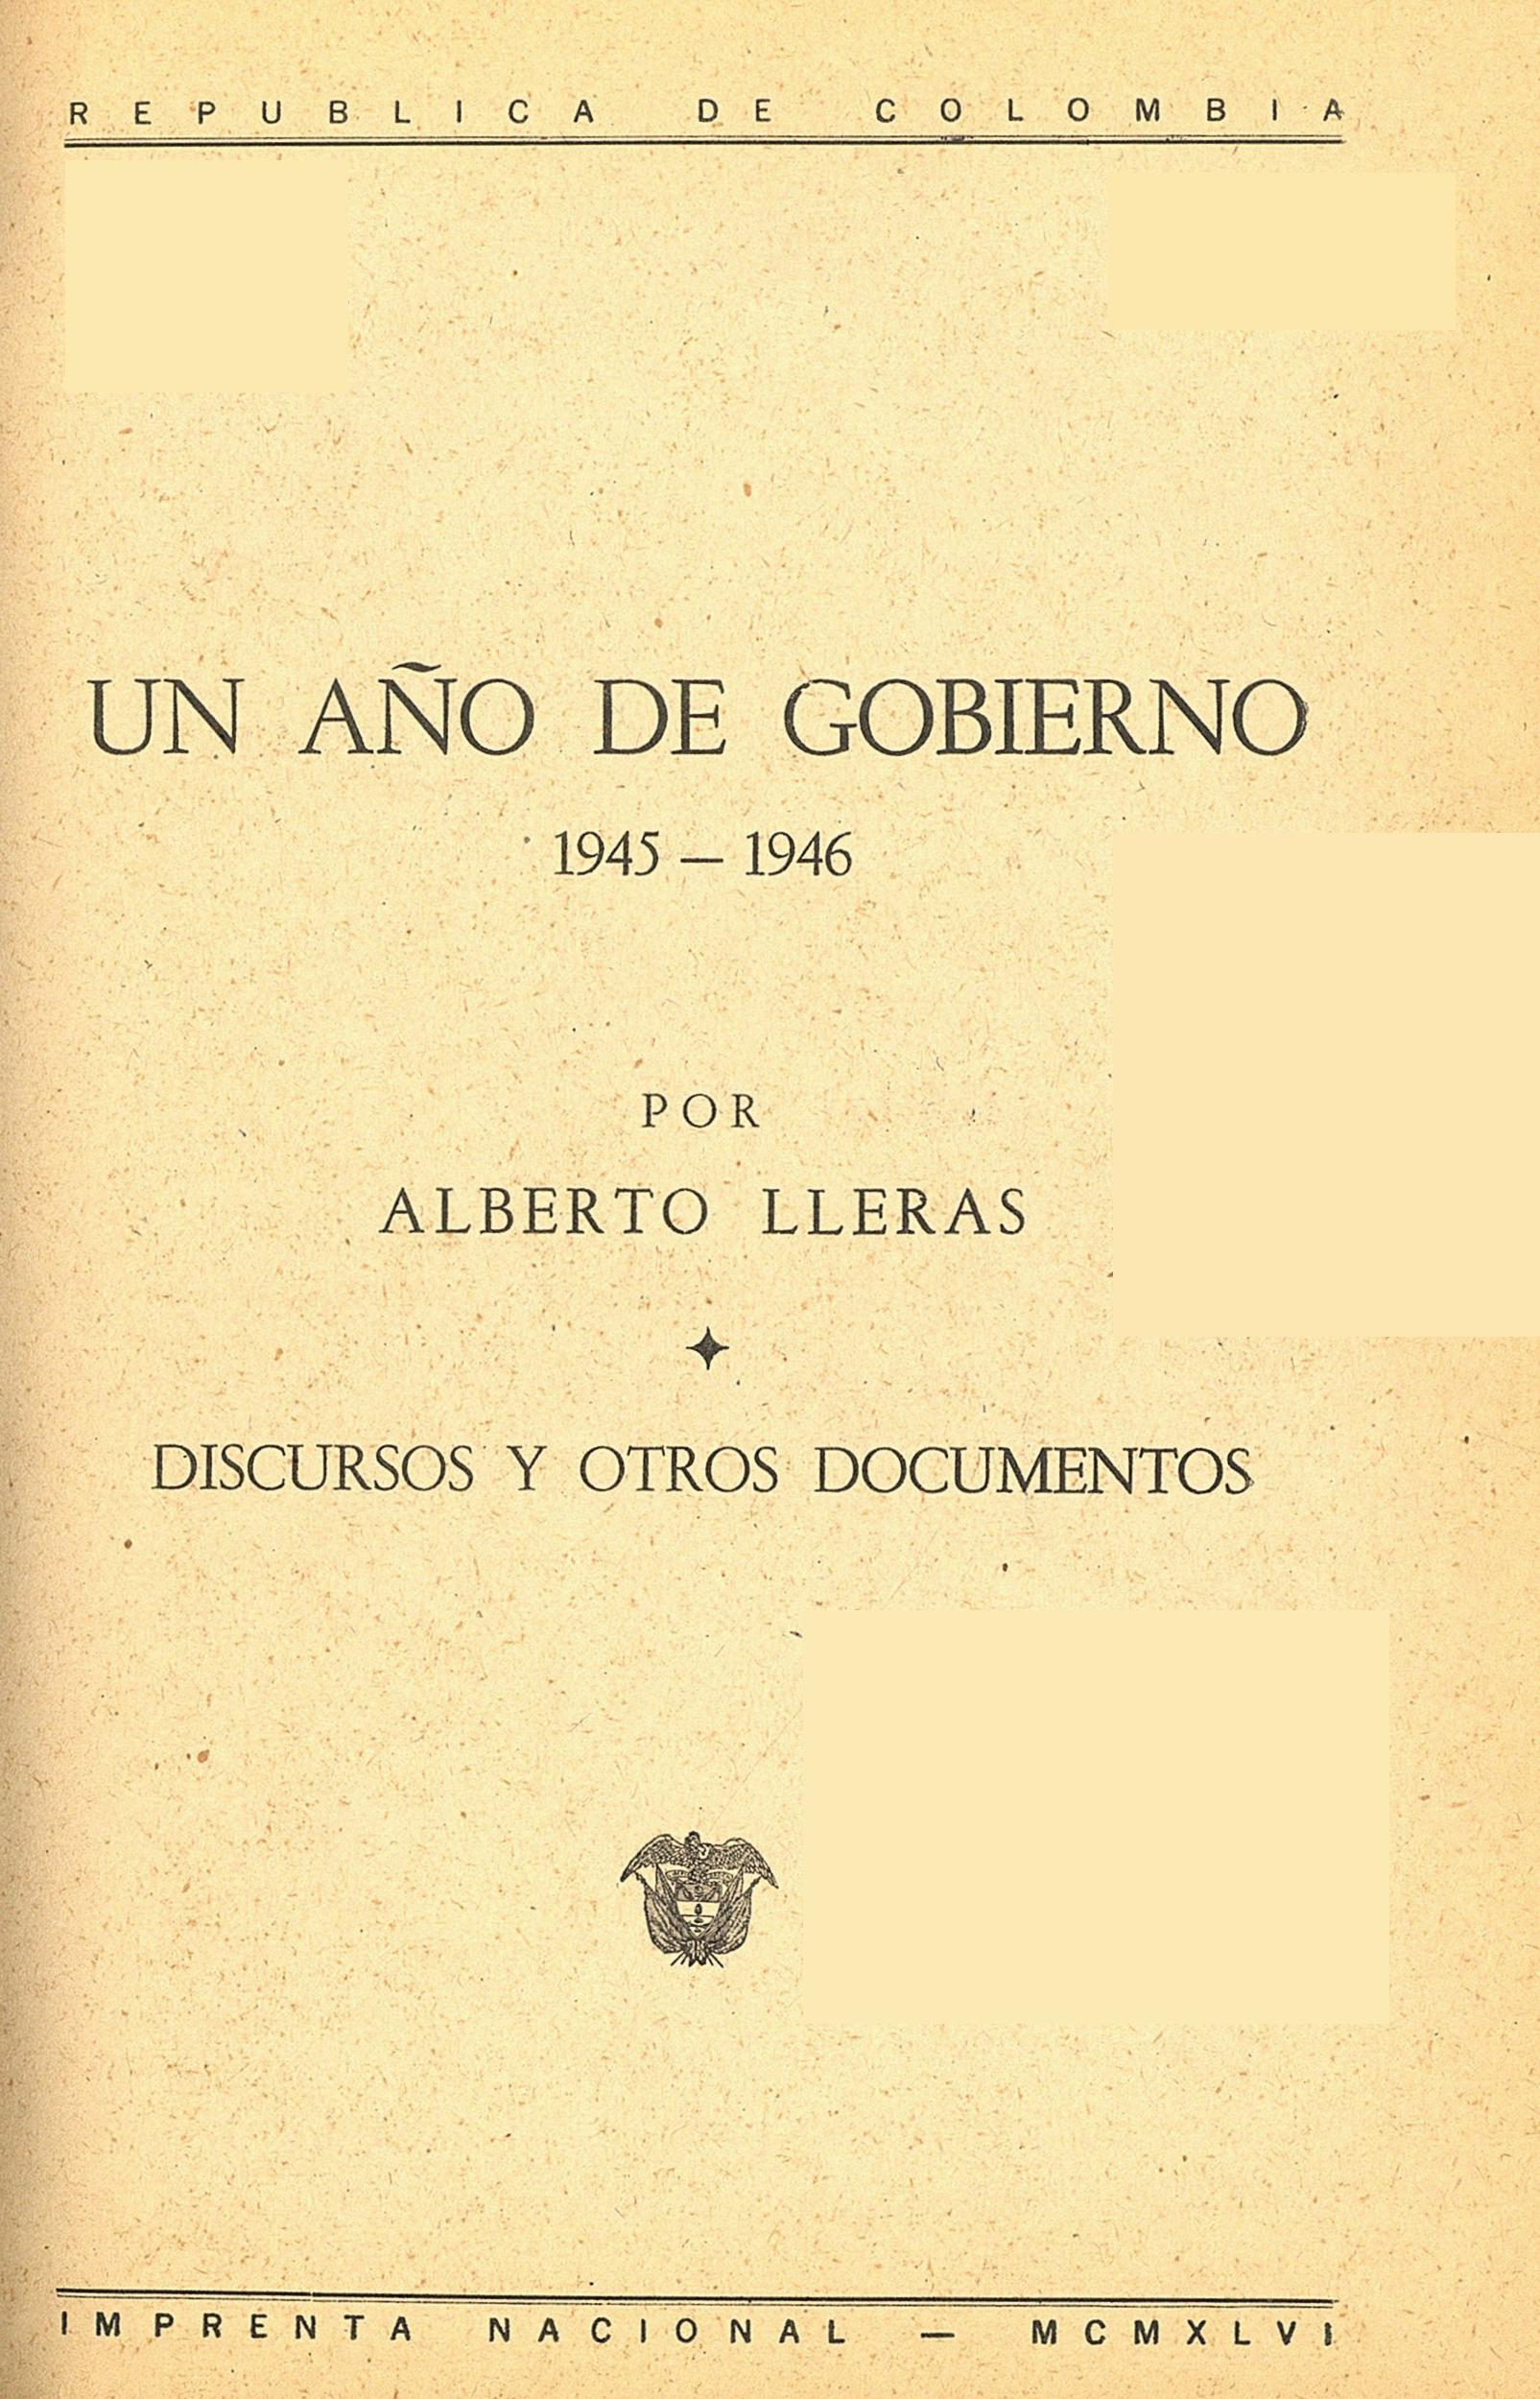 REPUBLICA DE COLOMBIA
UN AÑO DE GOBIERNO
1945 — 1946
POR
ALBERTO LLERAS
DISCURSOS Y OTROS DOCUMENTOS
IMPRENTA NACIONAL — MCMXLVI